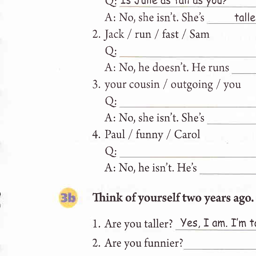 Q: Is Julie as tall as you?
A: No, she isn't. She's talle
2. Jack / run / fast / Sam
Q:
A: No, he doesn't. He runs
3. your cousin / outgoing / you
Q:
A: No, she isn't. She's
4. Paul / funny / Carol
Q:
A: No, he isn't. He's
3b Think of yourself two years ago.
1. Are you taller? Yes, I am. I'm ta
2. Are you funnier?